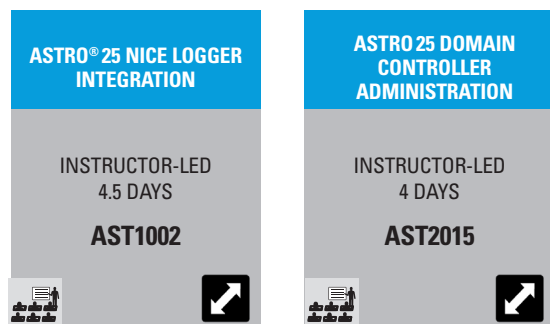 ASTRO® 25 NICE LOGGER
INTEGRATION
INSTRUCTOR-LED
4.5 DAYS
AST1002
ASTRO 25 DOMAIN
CONTROLLER
ADMINISTRATION
INSTRUCTOR-LED
4 DAYS
AST2015